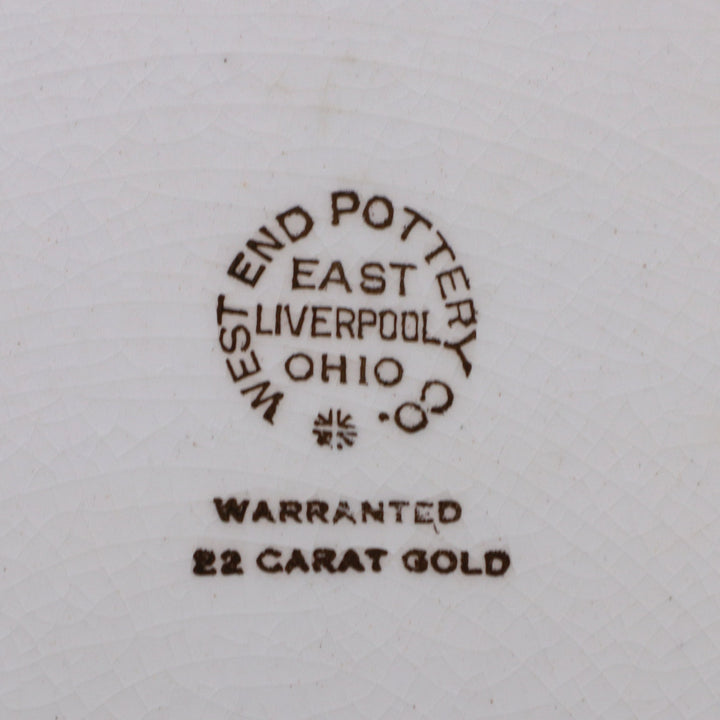 WEST END POTTERY CO.
EAST
LIVERPOOL
OHIO
WARRANTED
22 CARAT GOLD